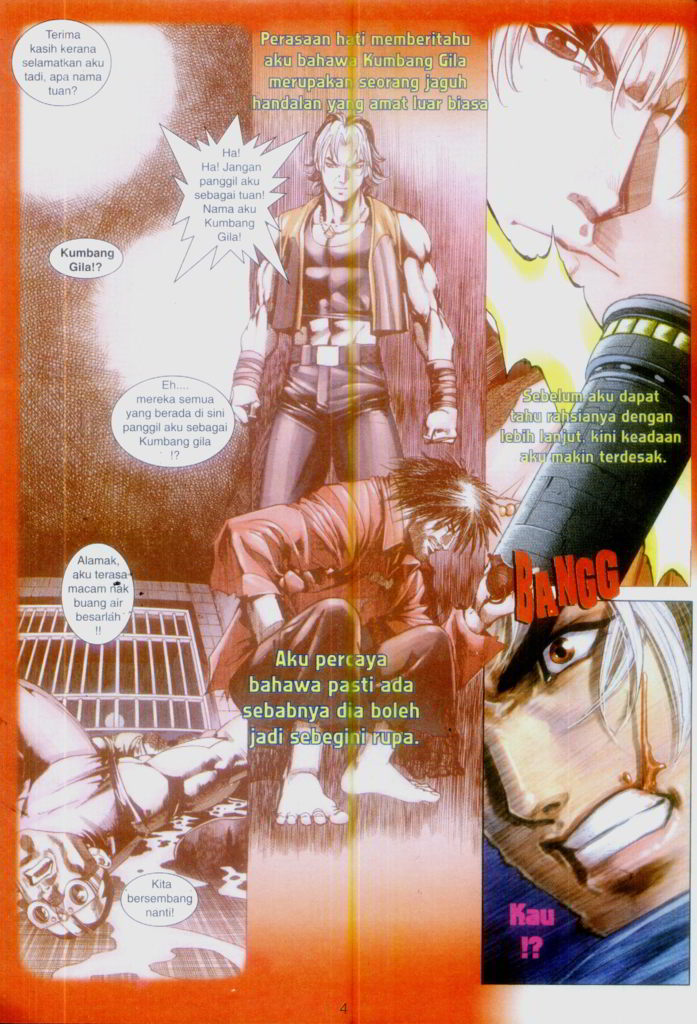 Terima
kasih kerana
selamatkan aku
tadi, apa nama
tuan?
Perasaan hati memberitahu
aku bahawa Kumbang Gila
merupakan seorang jaguh
handalan yang amat luar biasa
Ha!
Ha! Jangan
panggil aku
sebagai tuan!
Nama aku
Kumbang
Gila!
Kumbang
Gila!?
Eh....
mereka semua
yang berada di sini
panggil aku sebagai
Kumbang gila
!?
Sebelum aku dapat
tahu rahsianya dengan
lebih lanjut, kini keadaan
aku makin terdesak.
Alamak,
aku terasa
macam nak
buang air
besarlah
!!
BANGG
Aku percaya
bahawa pasti ada
sebabnya dia boleh
jadi sebegini rupa.
Kita
bersembang
nanti!
Kau
!?
4